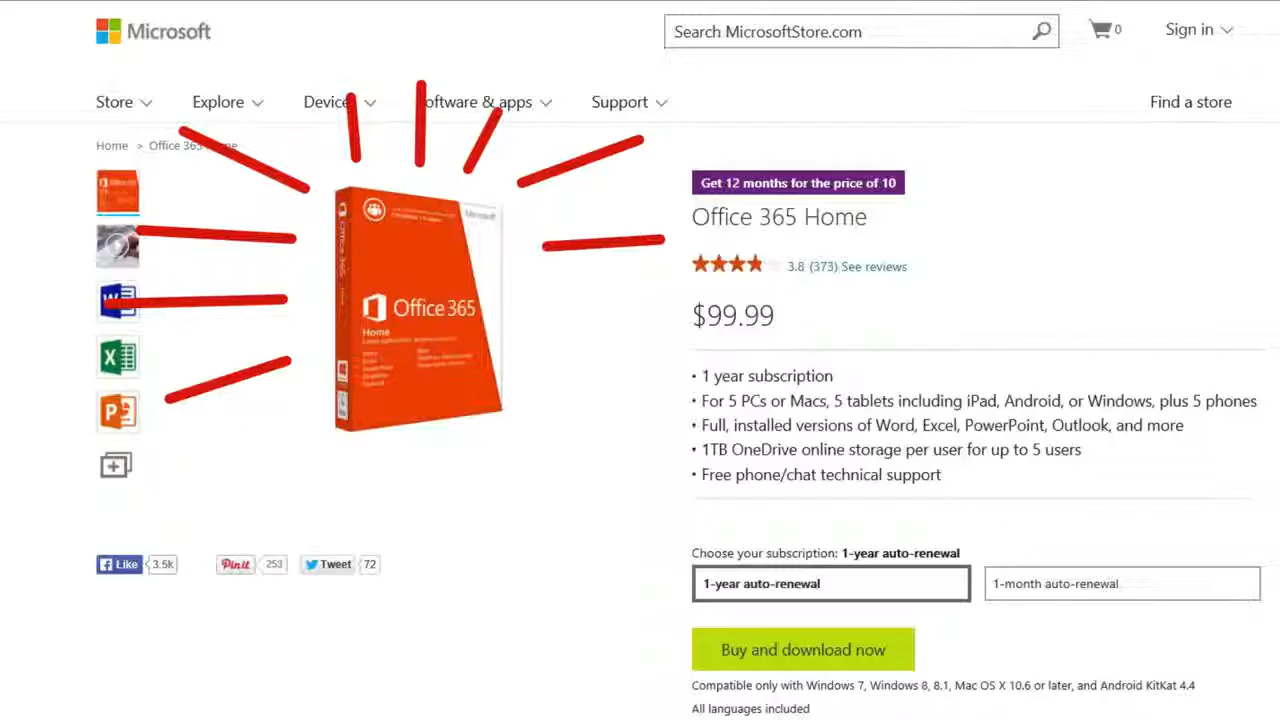 Microsoft
Search MicrosoftStore.com
0
Sign in
Store
Explore
Software & apps
Support
Find a store
Home > Office 365
Get 12 months for the price of 10
Office 365 Home
3.8 (373) See reviews
$99.99
Microsoft
Office 365
Office 365
Home
• 1 year subscription
• For 5 PCs or Macs, 5 tablets including iPad, Android, or Windows, plus 5 phones
• Full, installed versions of Word, Excel, PowerPoint, Outlook, and more
• 1TB OneDrive online storage per user for up to 5 users
• Free phone/chat technical support
Like 3.5k
Pin it 253
Tweet 72
Choose your subscription: 1-year auto-renewal
1-year auto-renewal
1-month auto-renewal
Buy and download now
Compatible only with Windows 7, Windows 8, 8.1, Mac OS X 10.6 or later, and Android KitKat 4.4
All languages included